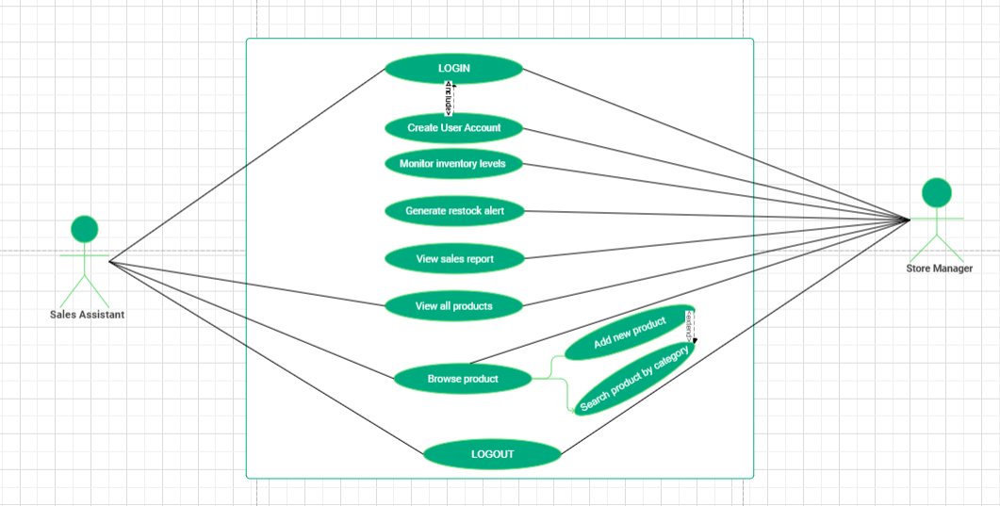 LOGIN
<include>
Create User Account
Monitor inventory levels
Generate restock alert
View sales report
View all products
Browse product
Add new product
<extend>
Search product by category
LOGOUT
Sales Assistant
Store Manager